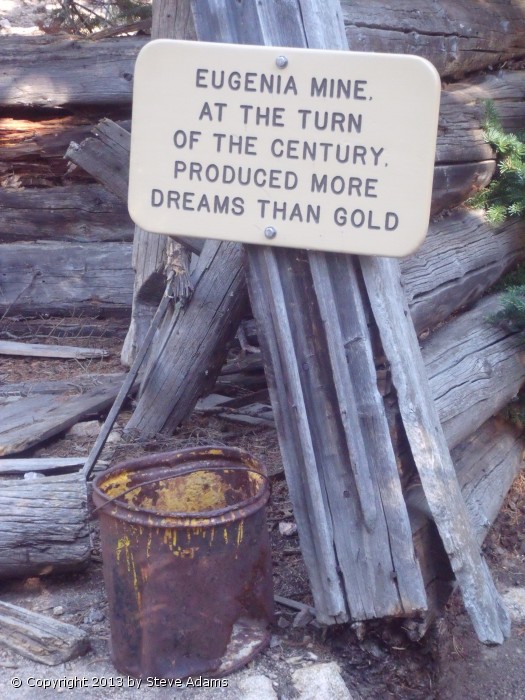 EUGENIA MINE,
AT THE TURN
OF THE CENTURY,
PRODUCED MORE
DREAMS THAN GOLD
© Copyright 2013 by Steve Adams